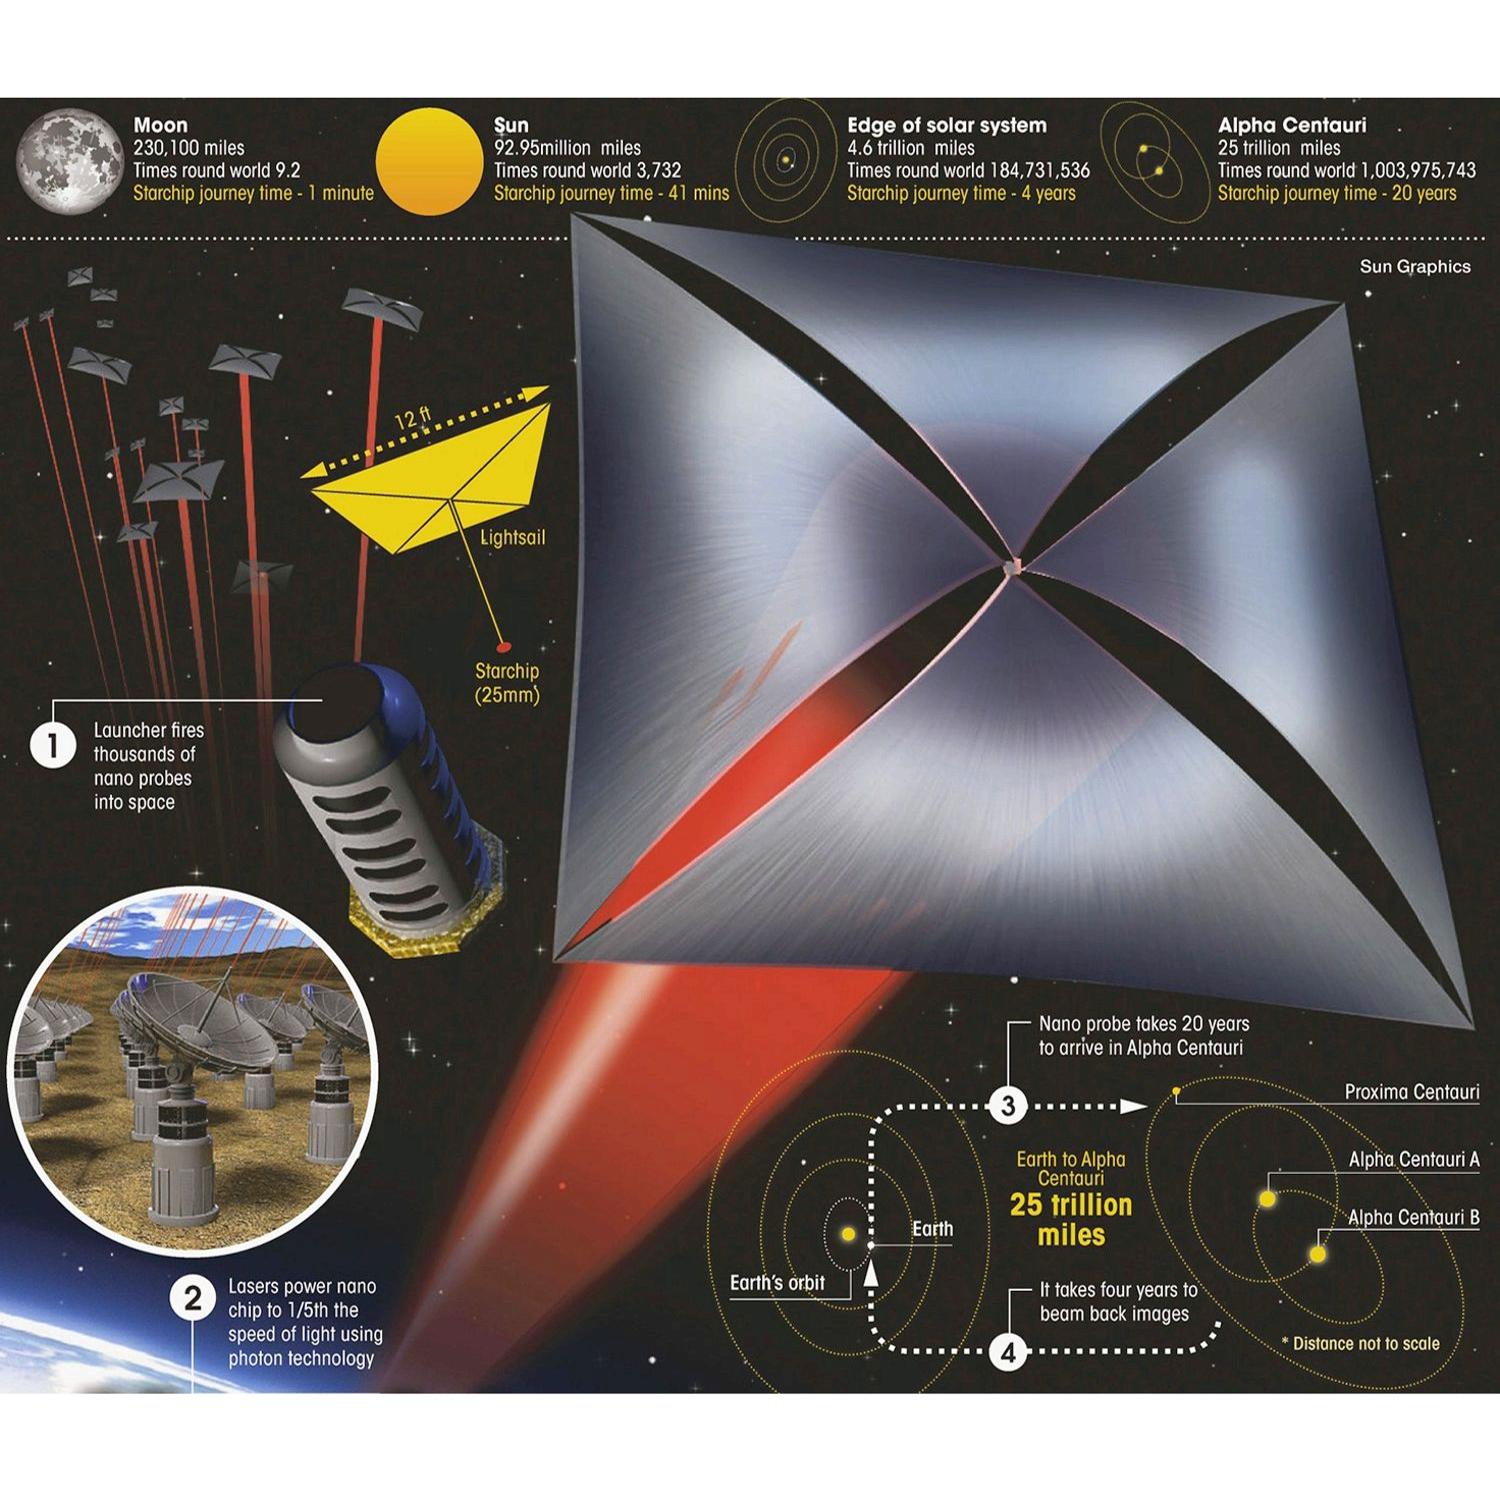 Moon
230,100 miles
Times round world 9.2
Starchip journey time - 1 minute
Sun
92.95million miles
Times round world 3,732
Starchip journey time - 41 mins
Edge of solar system
4.6 trillion miles
Times round world 184,731,536
Starchip journey time - 4 years
Alpha Centauri
25 trillion miles
Times round world 1,003,975,743
Starchip journey time - 20 years
Sun Graphics
12 ft
Lightsail
Starchip
(25mm)
1
Launcher fires
thousands of
nano probes
into space
2
Lasers power nano
chip to 1/5th the
speed of light using
photon technology
Nano probe takes 20 years
to arrive in Alpha Centauri
3
Proxima Centauri
Alpha Centauri A
Alpha Centauri B
Earth to Alpha
Centauri
25 trillion
miles
Earth
Earth's orbit
It takes four years to
beam back images
4
* Distance not to scale